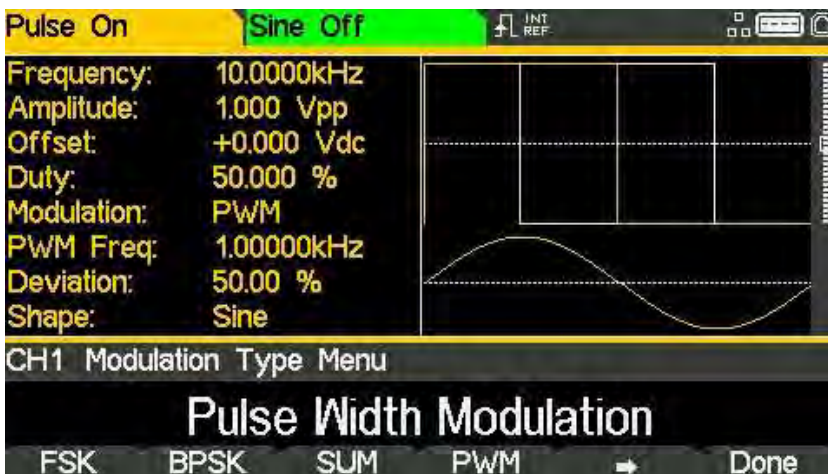 Pulse On Sine Off INT REF
Frequency: 10.0000kHz
Amplitude: 1.000 Vpp
Offset: +0.000 Vdc
Duty: 50.000 %
Modulation: PWM
PWM Freq: 1.00000kHz
Deviation: 50.00 %
Shape: Sine
CH1 Modulation Type Menu
Pulse Width Modulation
FSK BPSK SUM PWM Done